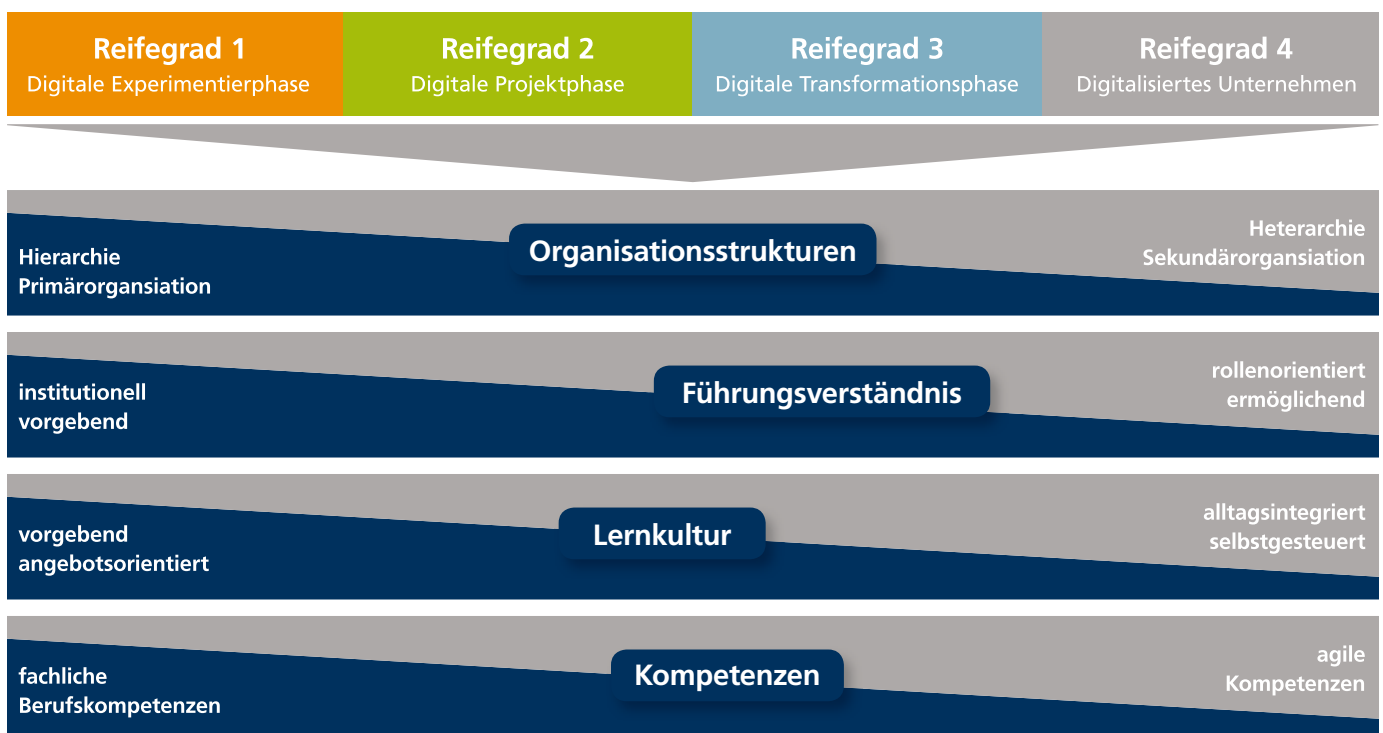 Reifegrad 1
Digitale Experimentierphase
Reifegrad 2
Digitale Projektphase
Reifegrad 3
Digitale Transformationsphase
Reifegrad 4
Digitalisiertes Unternehmen
Hierarchie
Primärorgansiation
Organisationsstrukturen
Heterarchie
Sekundärorgansiation
institutionell
vorgebend
Führungsverständnis
rollenorientiert
ermöglichend
vorgebend
angebotsorientiert
Lernkultur
alltagsintegriert
selbstgesteuert
fachliche
Berufskompetenzen
Kompetenzen
agile
Kompetenzen